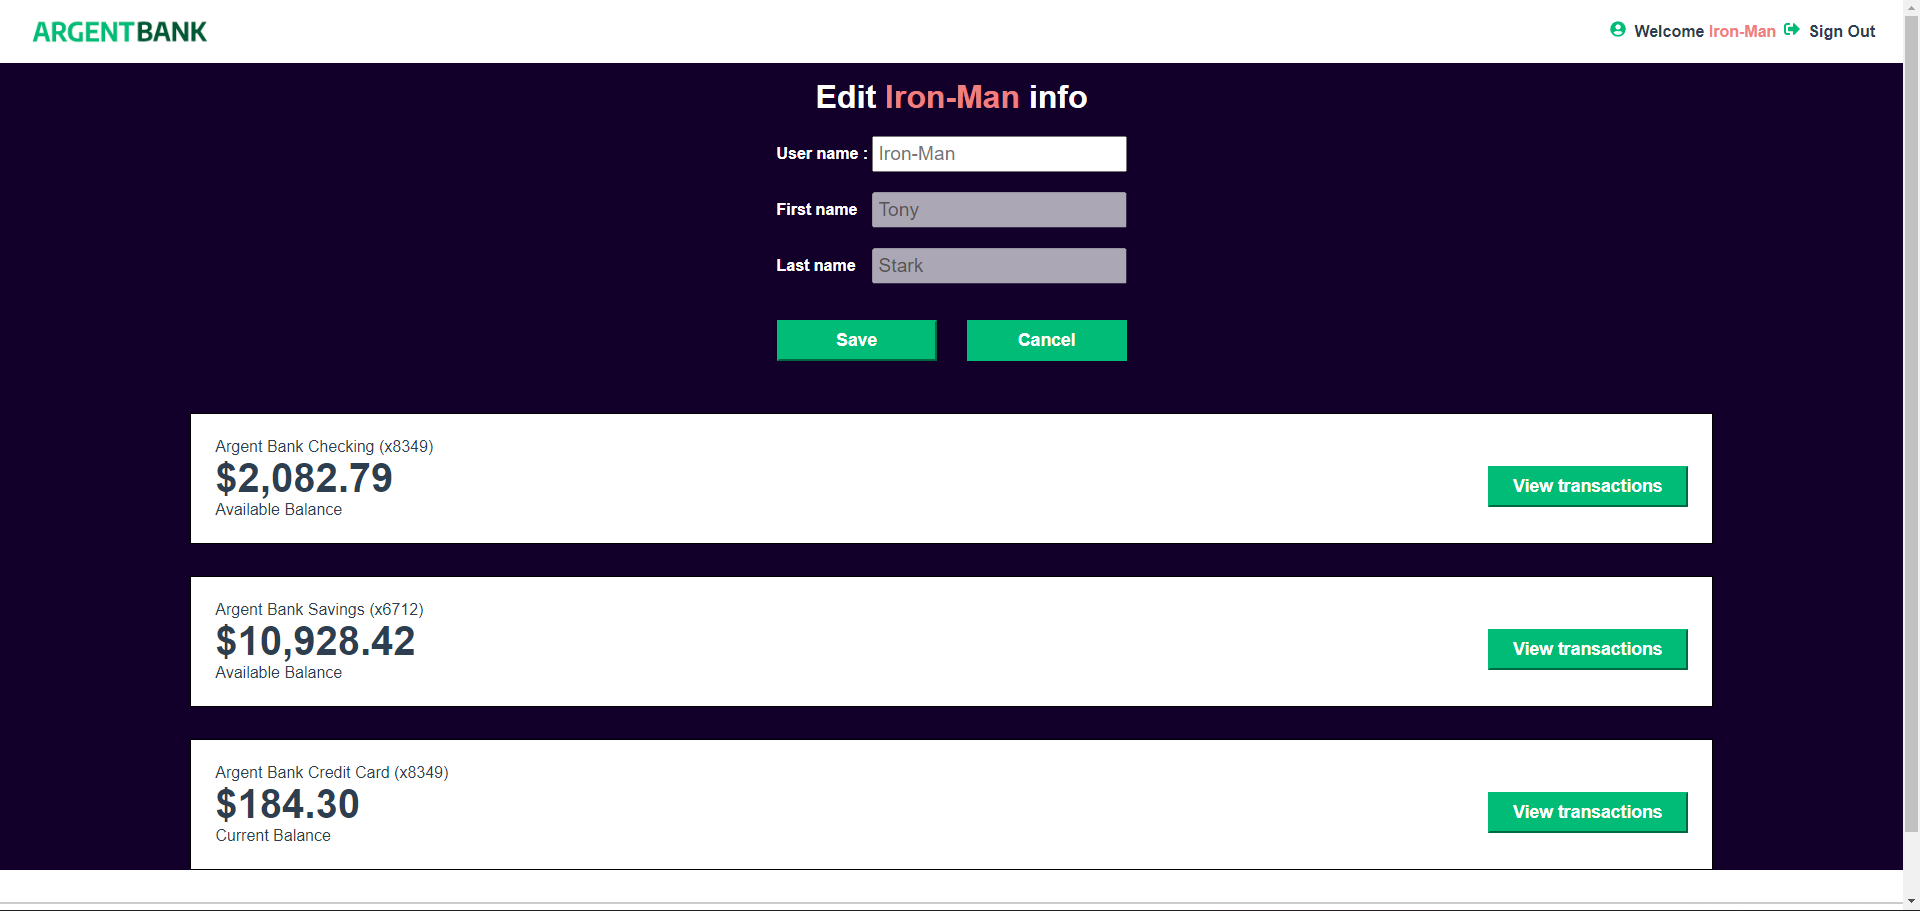 ARGENTBANK
Welcome Iron-Man Sign Out
Edit Iron-Man info
User name : Iron-Man
First name Tony
Last name Stark
Save Cancel
Argent Bank Checking (x8349)
$2,082.79
Available Balance
View transactions
Argent Bank Savings (x6712)
$10,928.42
Available Balance
View transactions
Argent Bank Credit Card (x8349)
$184.30
Current Balance
View transactions